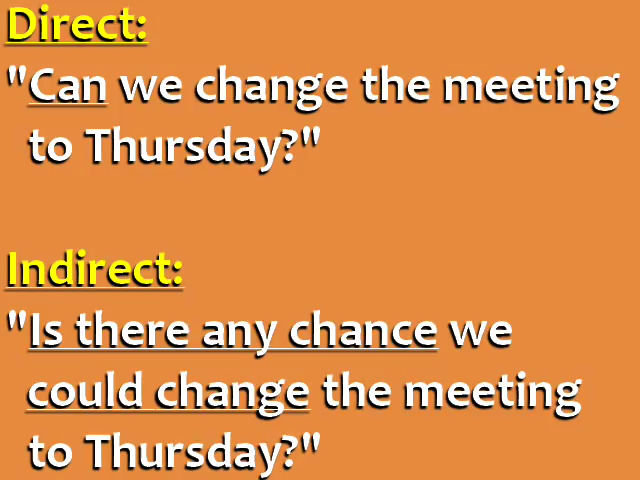 Direct:
"Can we change the meeting
to Thursday?"
Indirect:
"Is there any chance we
could change the meeting
to Thursday?"